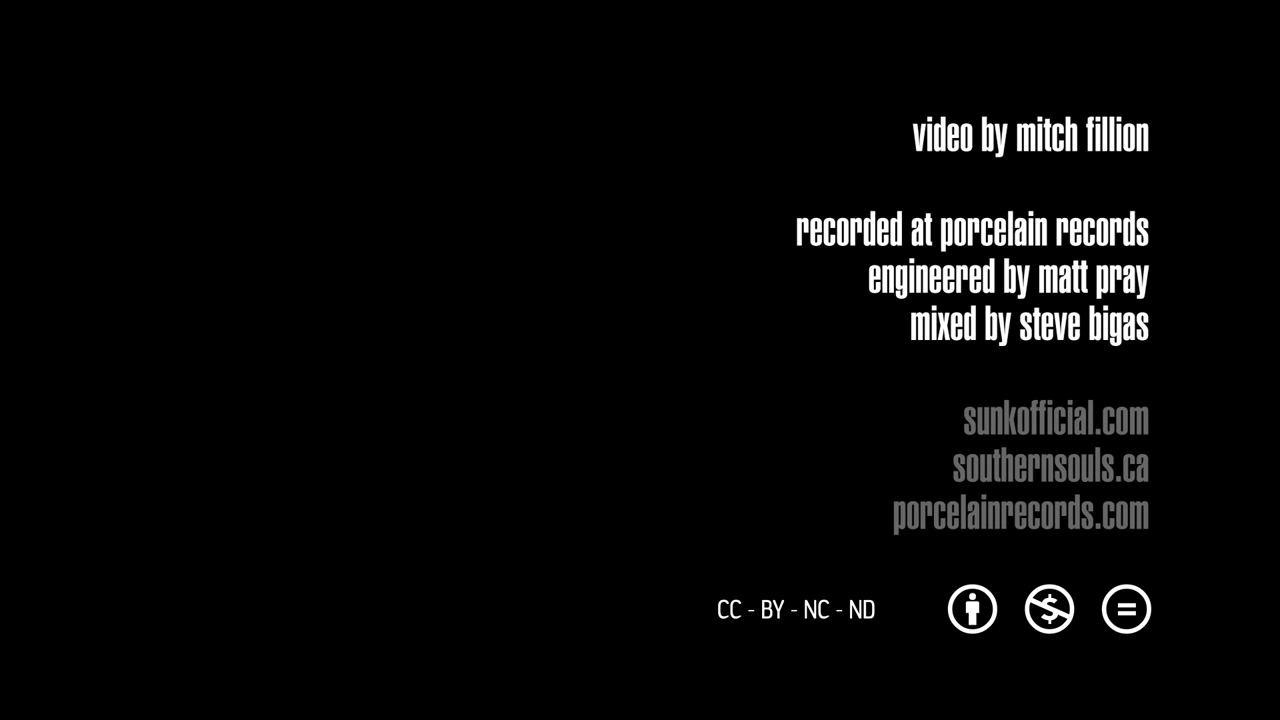 video by mitch fillion
recorded at porcelain records
engineered by matt pray
mixed by steve bigas
sunkofficial.com
southernsouls.ca
porcelainrecords.com
CC - BY - NC - ND